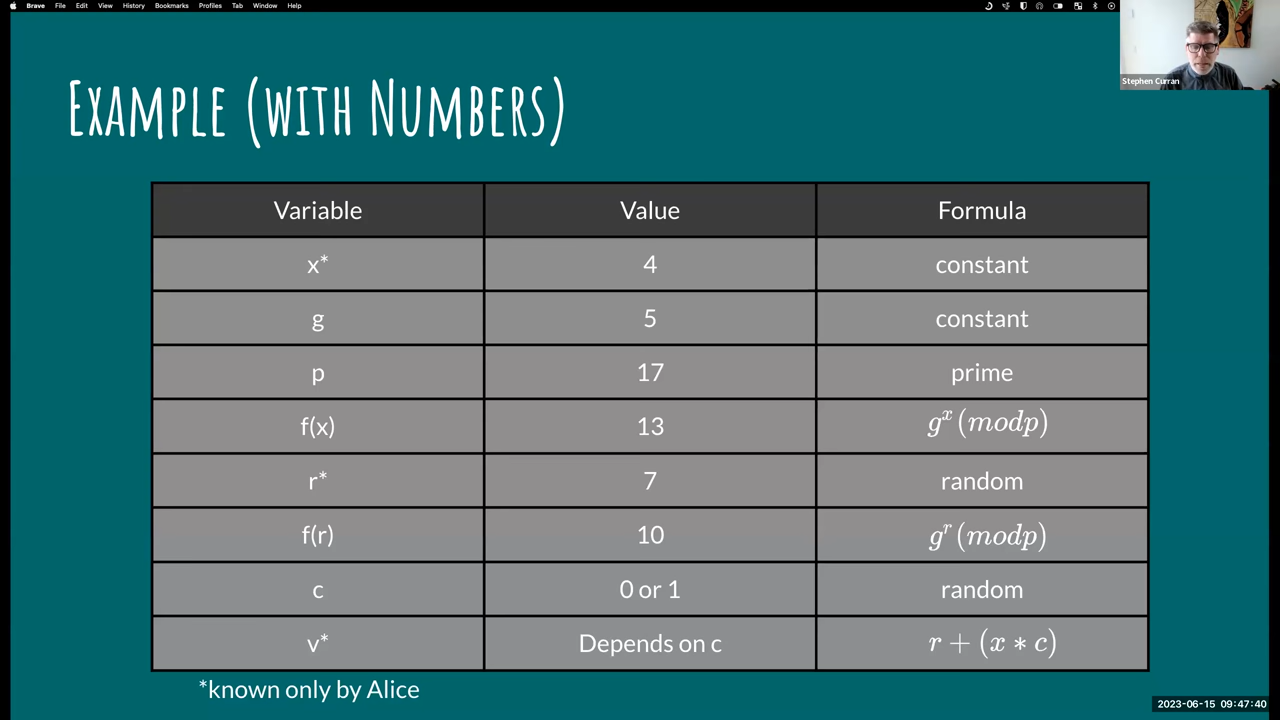 Brave File Edit View History Bookmarks Profiles Tab Window Help
Stephen Curran
Example (with Numbers)
Variable Value Formula
x* 4 constant
g 5 constant
p 17 prime
f(x) 13 gˣ (modp)
r* 7 random
f(r) 10 gʳ (modp)
c 0 or 1 random
v* Depends on c r + (x * c)
*known only by Alice
2023-06-15 09:47:40